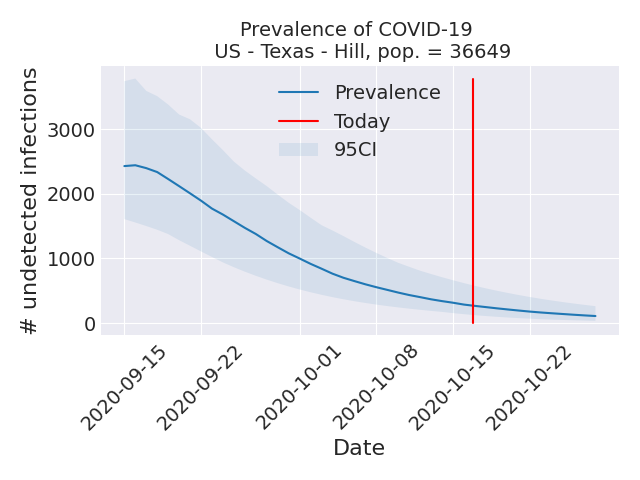 Prevalence of COVID-19
US - Texas - Hill, pop. = 36649
Prevalence
Today
95CI
# undetected infections
3000
2000
1000
0
2020-09-15
2020-09-22
2020-10-01
2020-10-08
2020-10-15
2020-10-22
Date